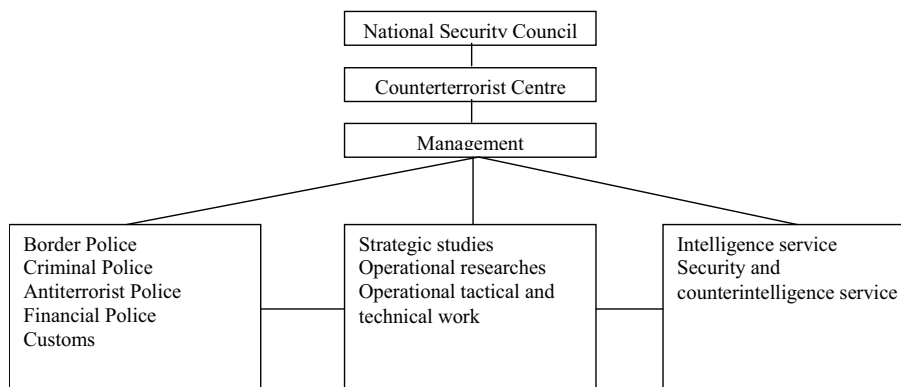 National Security Council
Counterterrorist Centre
Management
Border Police
Criminal Police
Antiterrorist Police
Financial Police
Customs
Strategic studies
Operational researches
Operational tactical and
technical work
Intelligence service
Security and
counterintelligence service